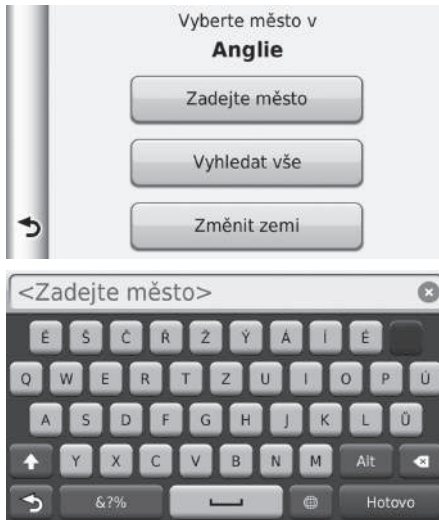 Vyberte město v
Anglie
Zadejte město
Vyhledat vše
Změnit zemi
<Zadejte město>
Ě Š Č Ř Ž Ý Á Í É
Q W E R T Z U I O P Ú
A S D F G H J K L Ů
Y X C V B N M Alt
&?% Hotovo